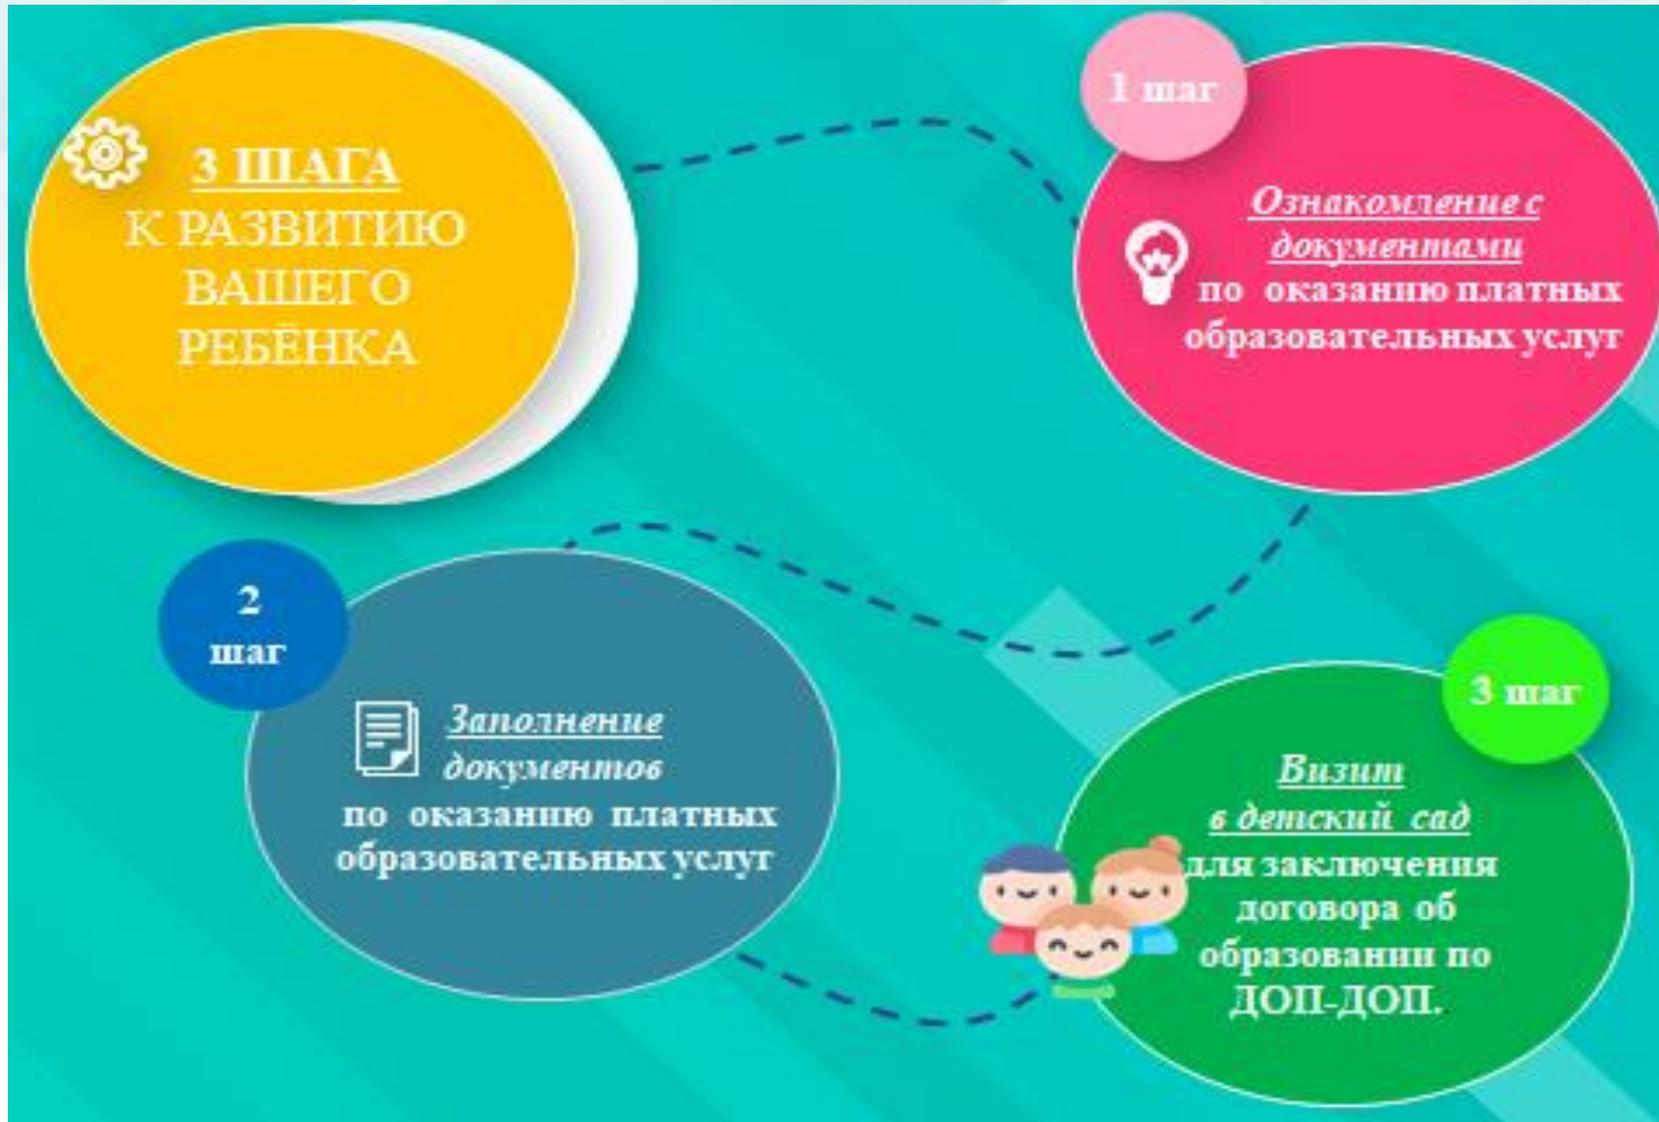 3 ШАГА
К РАЗВИТИЮ
ВАШЕГО
РЕБЁНКА
1 шаг
Ознакомление с
документами
по оказанию платных
образовательных услуг
2
шаг
Заполнение
документов
по оказанию платных
образовательных услуг
3 шаг
Визит
в детский сад
для заключения
договора об
образовании по
ДОП-ДОП.